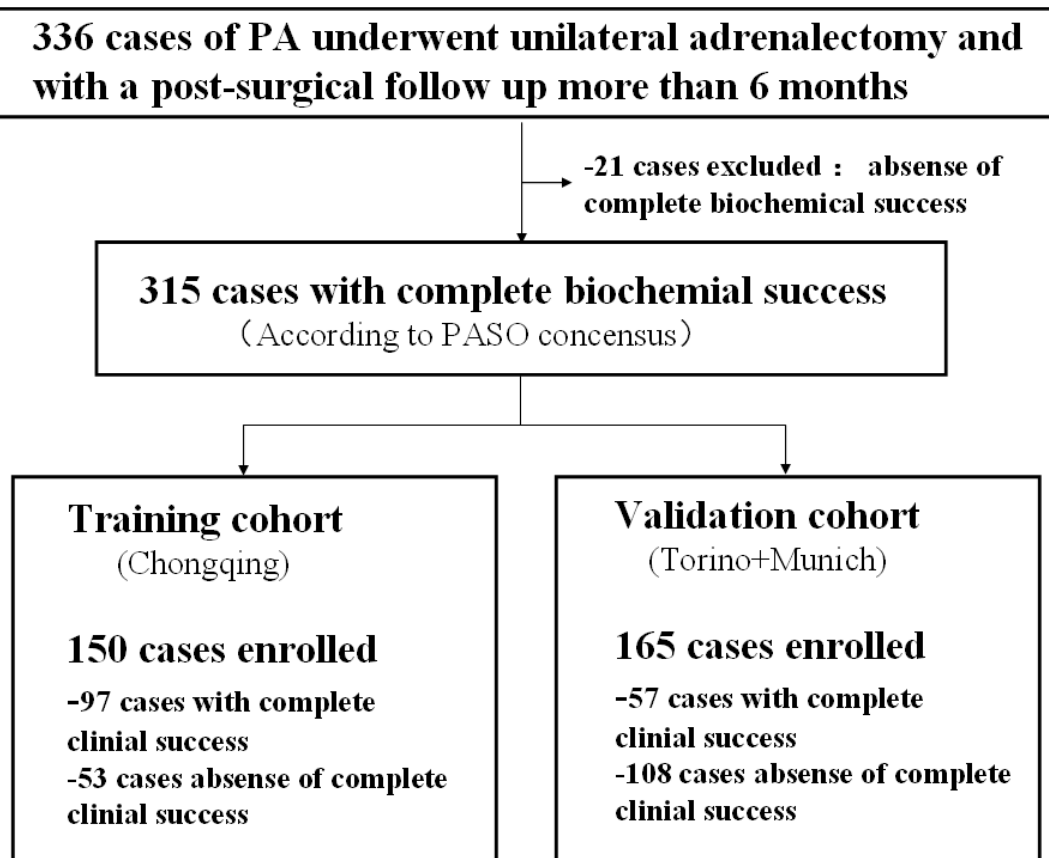 336 cases of PA underwent unilateral adrenalectomy and
with a post-surgical follow up more than 6 months
-21 cases excluded： absense of
complete biochemical success
315 cases with complete biochemial success
（According to PASO concensus）
Training cohort
(Chongqing)
150 cases enrolled
-97 cases with complete
clinial success
-53 cases absense of complete
clinial success
Validation cohort
(Torino+Munich)
165 cases enrolled
-57 cases with complete
clinial success
-108 cases absense of complete
clinial success